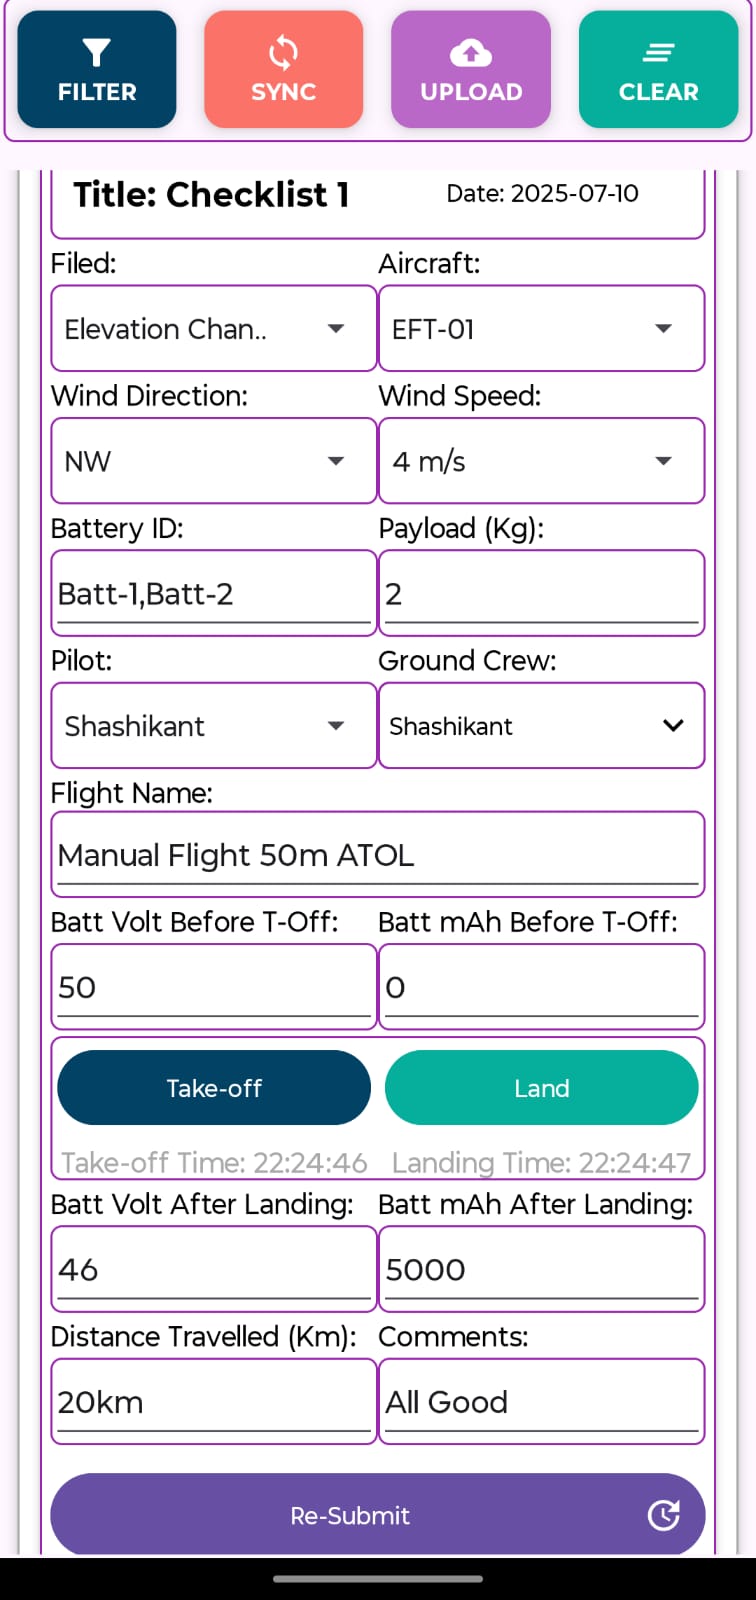 FILTER SYNC UPLOAD CLEAR
Title: Checklist 1 Date: 2025-07-10
Filed: Aircraft:
Elevation Chan.. EFT-01
Wind Direction: Wind Speed:
NW 4 m/s
Battery ID: Payload (Kg):
Batt-1,Batt-2 2
Pilot: Ground Crew:
Shashikant Shashikant
Flight Name:
Manual Flight 50m ATOL
Batt Volt Before T-Off: Batt mAh Before T-Off:
50 0
Take-off Land
Take-off Time: 22:24:46 Landing Time: 22:24:47
Batt Volt After Landing: Batt mAh After Landing:
46 5000
Distance Travelled (Km): Comments:
20km All Good
Re-Submit